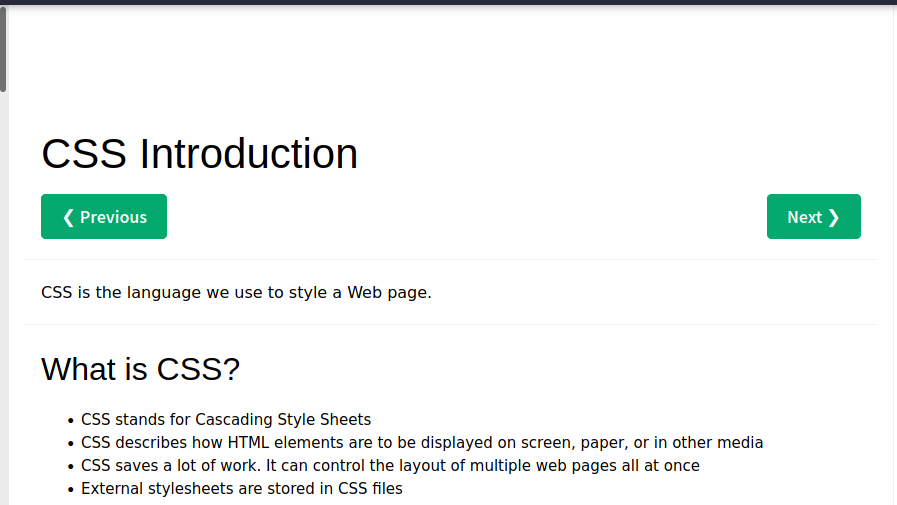 CSS Introduction
❮ Previous
Next ❯
CSS is the language we use to style a Web page.
What is CSS?
• CSS stands for Cascading Style Sheets
• CSS describes how HTML elements are to be displayed on screen, paper, or in other media
• CSS saves a lot of work. It can control the layout of multiple web pages all at once
• External stylesheets are stored in CSS files